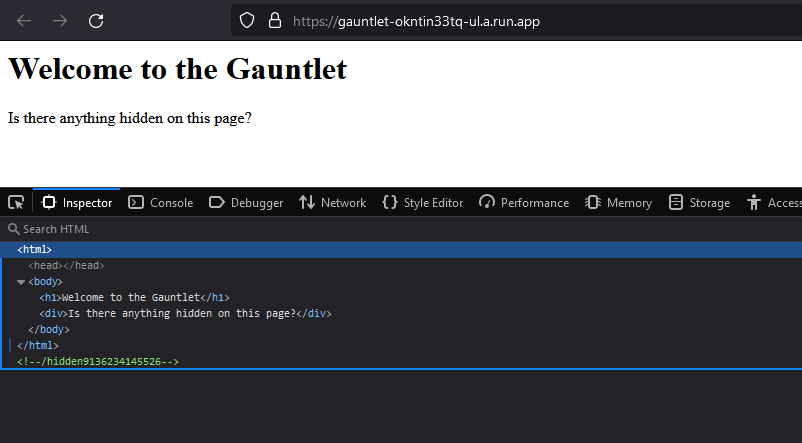 https://gauntlet-okntin33tq-ul.a.run.app
Welcome to the Gauntlet
Is there anything hidden on this page?
Inspector Console Debugger Network Style Editor Performance Memory Storage Access
Search HTML
<html>
<head></head>
<body>
<h1>Welcome to the Gauntlet</h1>
<div>Is there anything hidden on this page?</div>
</body>
</html>
<!--/hidden9136234145526-->